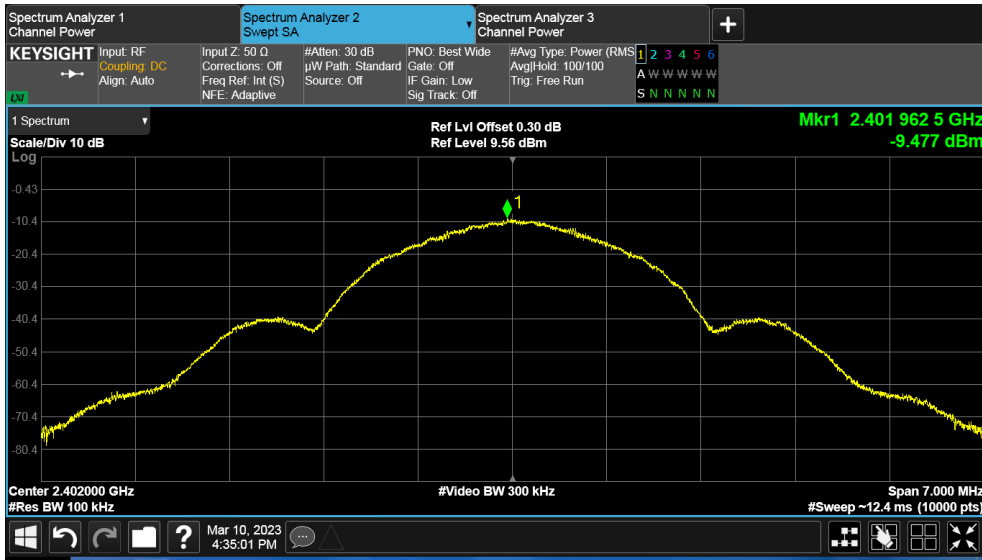 Spectrum Analyzer 1
Channel Power
Spectrum Analyzer 2
Swept SA
Spectrum Analyzer 3
Channel Power
KEYSIGHT
LXI
Input: RF
Coupling: DC
Align: Auto
Input Z: 50 Ω
Corrections: Off
Freq Ref: Int (S)
NFE: Adaptive
#Atten: 30 dB
µW Path: Standard
Source: Off
PNO: Best Wide
Gate: Off
IF Gain: Low
Sig Track: Off
#Avg Type: Power (RMS
Avg|Hold: 100/100
Trig: Free Run
1 2 3 4 5 6
A W W W W W
S N N N N N
1 Spectrum
Scale/Div 10 dB
Log
Ref Lvl Offset 0.30 dB
Ref Level 9.56 dBm
Mkr1 2.401 962 5 GHz
-9.477 dBm
1
-0.43
-10.4
-20.4
-30.4
-40.4
-50.4
-60.4
-70.4
-80.4
Center 2.402000 GHz
#Res BW 100 kHz
#Video BW 300 kHz
Span 7.000 MHz
#Sweep ~12.4 ms (10000 pts)
?
Mar 10, 2023
4:35:01 PM